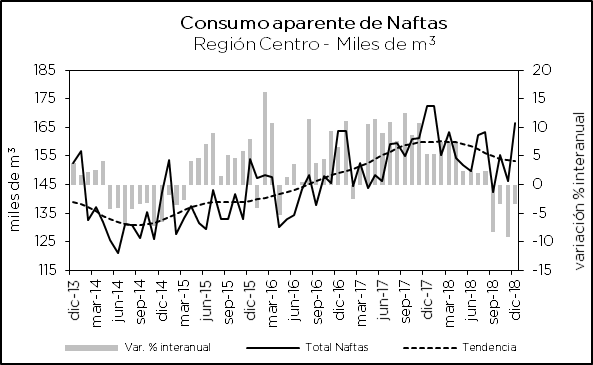 Consumo aparente de Naftas
Región Centro - Miles de m³
185
175
165
155
145
135
125
115
miles de m³
20
15
10
5
0
-5
-10
-15
variación % interanual
dic-13
mar-14
jun-14
sep-14
dic-14
mar-15
jun-15
sep-15
dic-15
mar-16
jun-16
sep-16
dic-16
mar-17
jun-17
sep-17
dic-17
mar-18
jun-18
sep-18
dic-18
Var. % interanual
Total Naftas
Tendencia